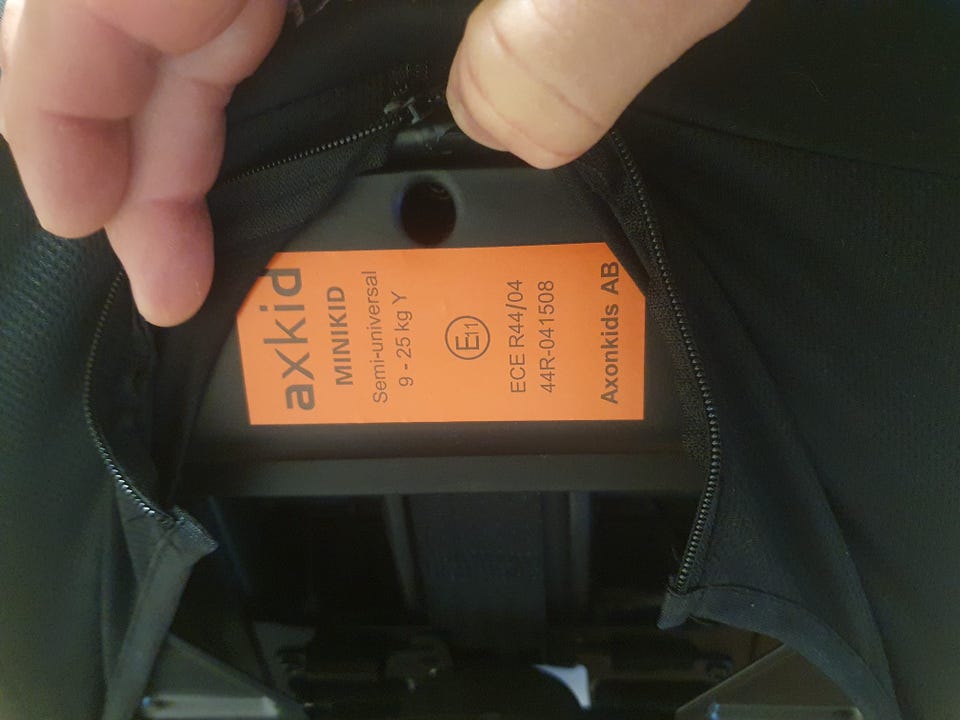 axkid
MINIKID
Semi-universal
9 - 25 kg Y
E11
ECE R44/04
44R-041508
Axonkids AB